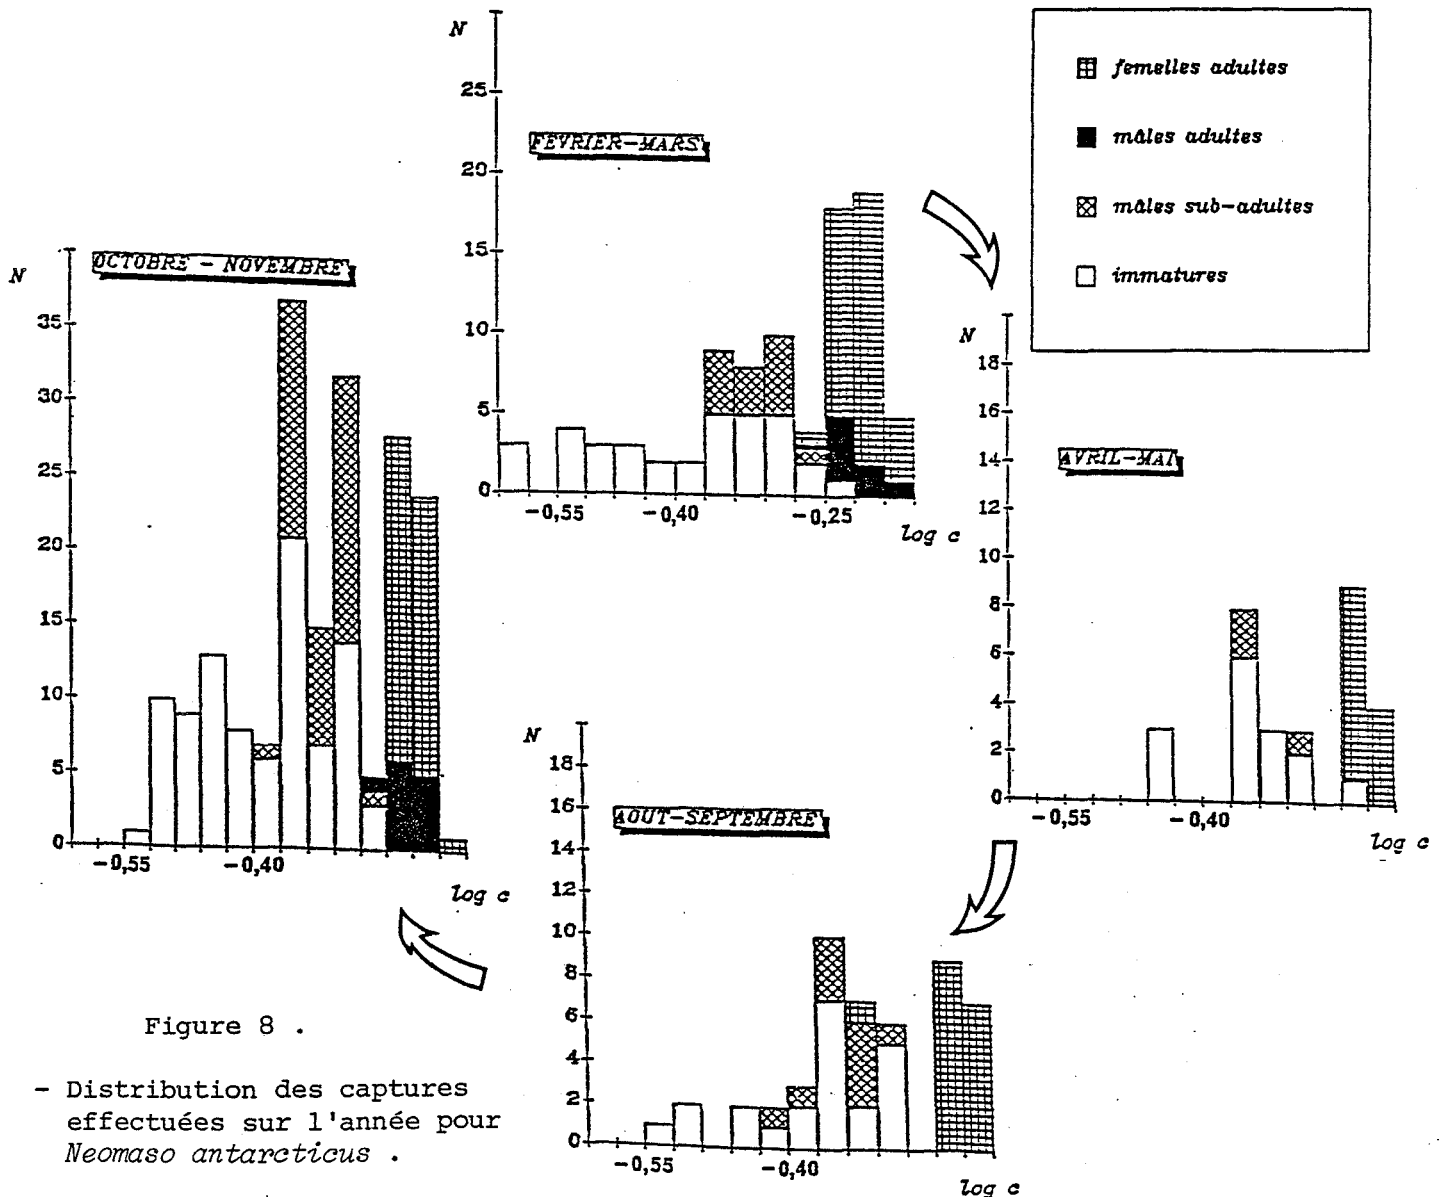 N
25
20
15
10
5
0
FEVRIER-MARS
-0,55
-0,40
-0,25
log c
femelles adultes
mâles adultes
mâles sub-adultes
immatures
N
35
30
25
20
15
10
5
0
OCTOBRE - NOVEMBRE
-0,55
-0,40
log c
N
18
16
14
12
10
8
6
4
2
0
AVRIL-MAI
-0,55
-0,40
log c
N
18
16
14
12
10
8
6
4
2
0
AOUT-SEPTEMBRE
-0,55
-0,40
log c
Figure 8 .
- Distribution des captures
effectuées sur l'année pour
Neomaso antarcticus .